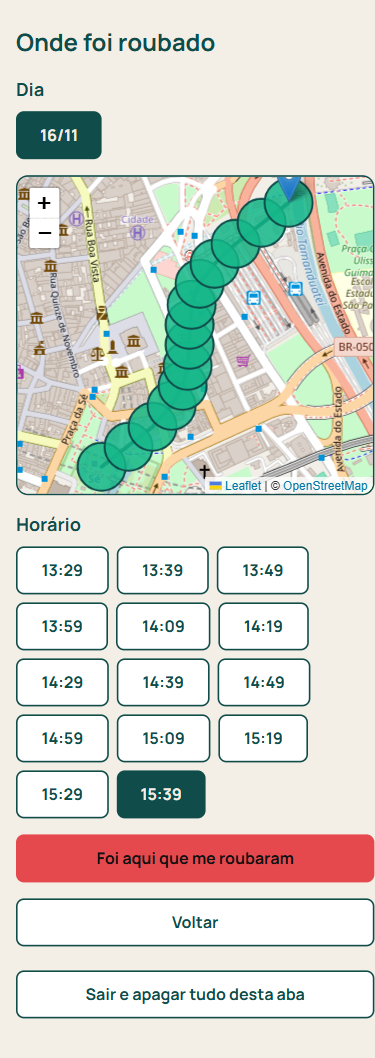 Onde foi roubado
Dia
16/11
+
−
Cidade
Rua Boa Vista
Rua Quinze de Novembro
Praça da Sé
Avenida do Estado
BR-050
Avenida do Estado
Leaflet | © OpenStreetMap
Horário
13:29 13:39 13:49
13:59 14:09 14:19
14:29 14:39 14:49
14:59 15:09 15:19
15:29 15:39
Foi aqui que me roubaram
Voltar
Sair e apagar tudo desta aba